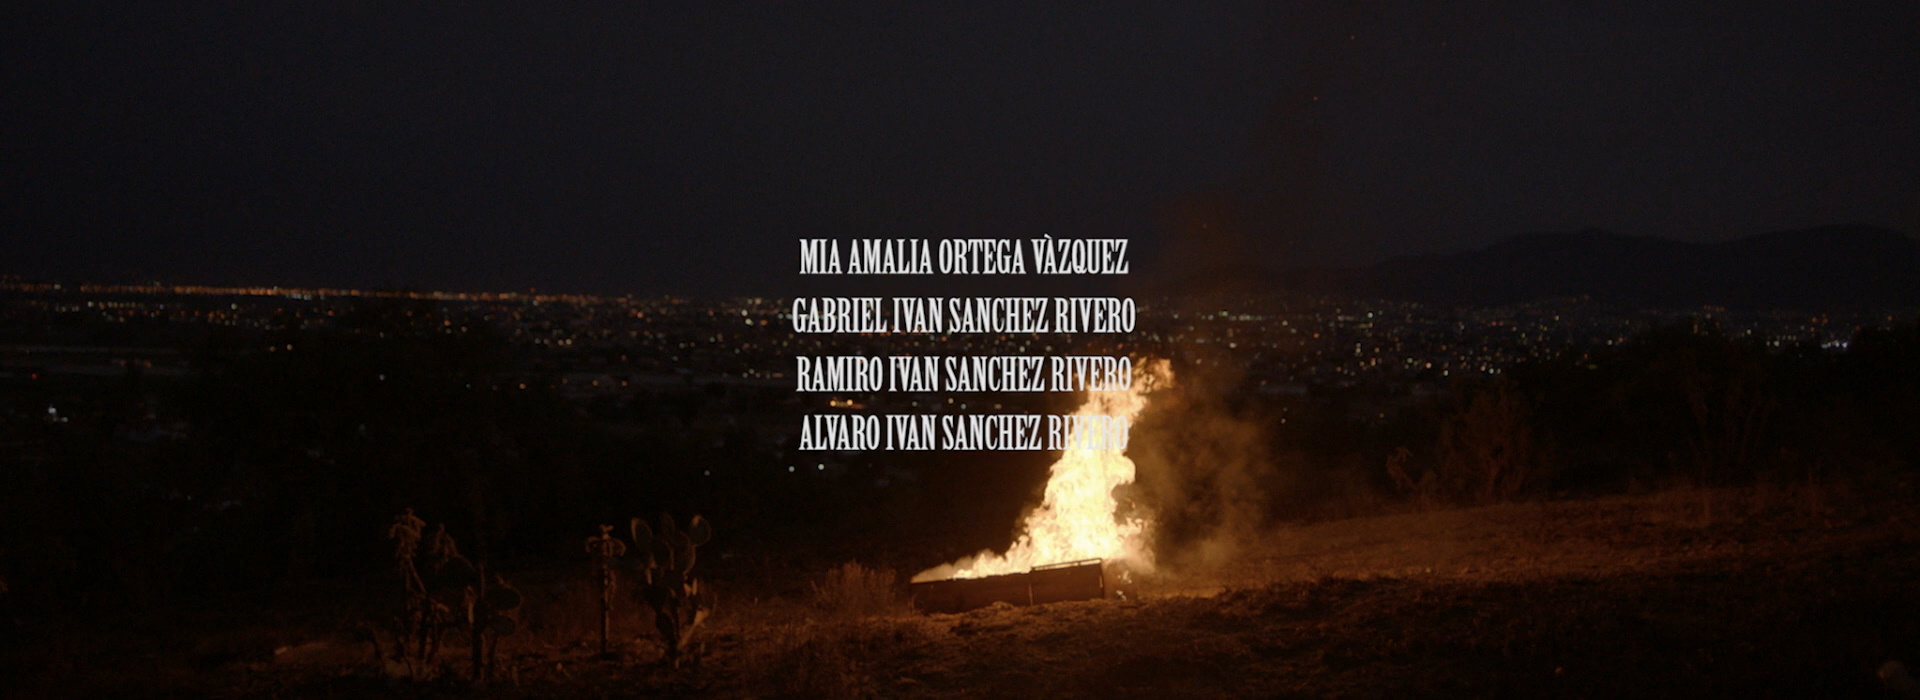 MIA AMALIA ORTEGA VÀZQUEZ
GABRIEL IVAN SANCHEZ RIVERO
RAMIRO IVAN SANCHEZ RIVERO
ALVARO IVAN SANCHEZ RIVERO